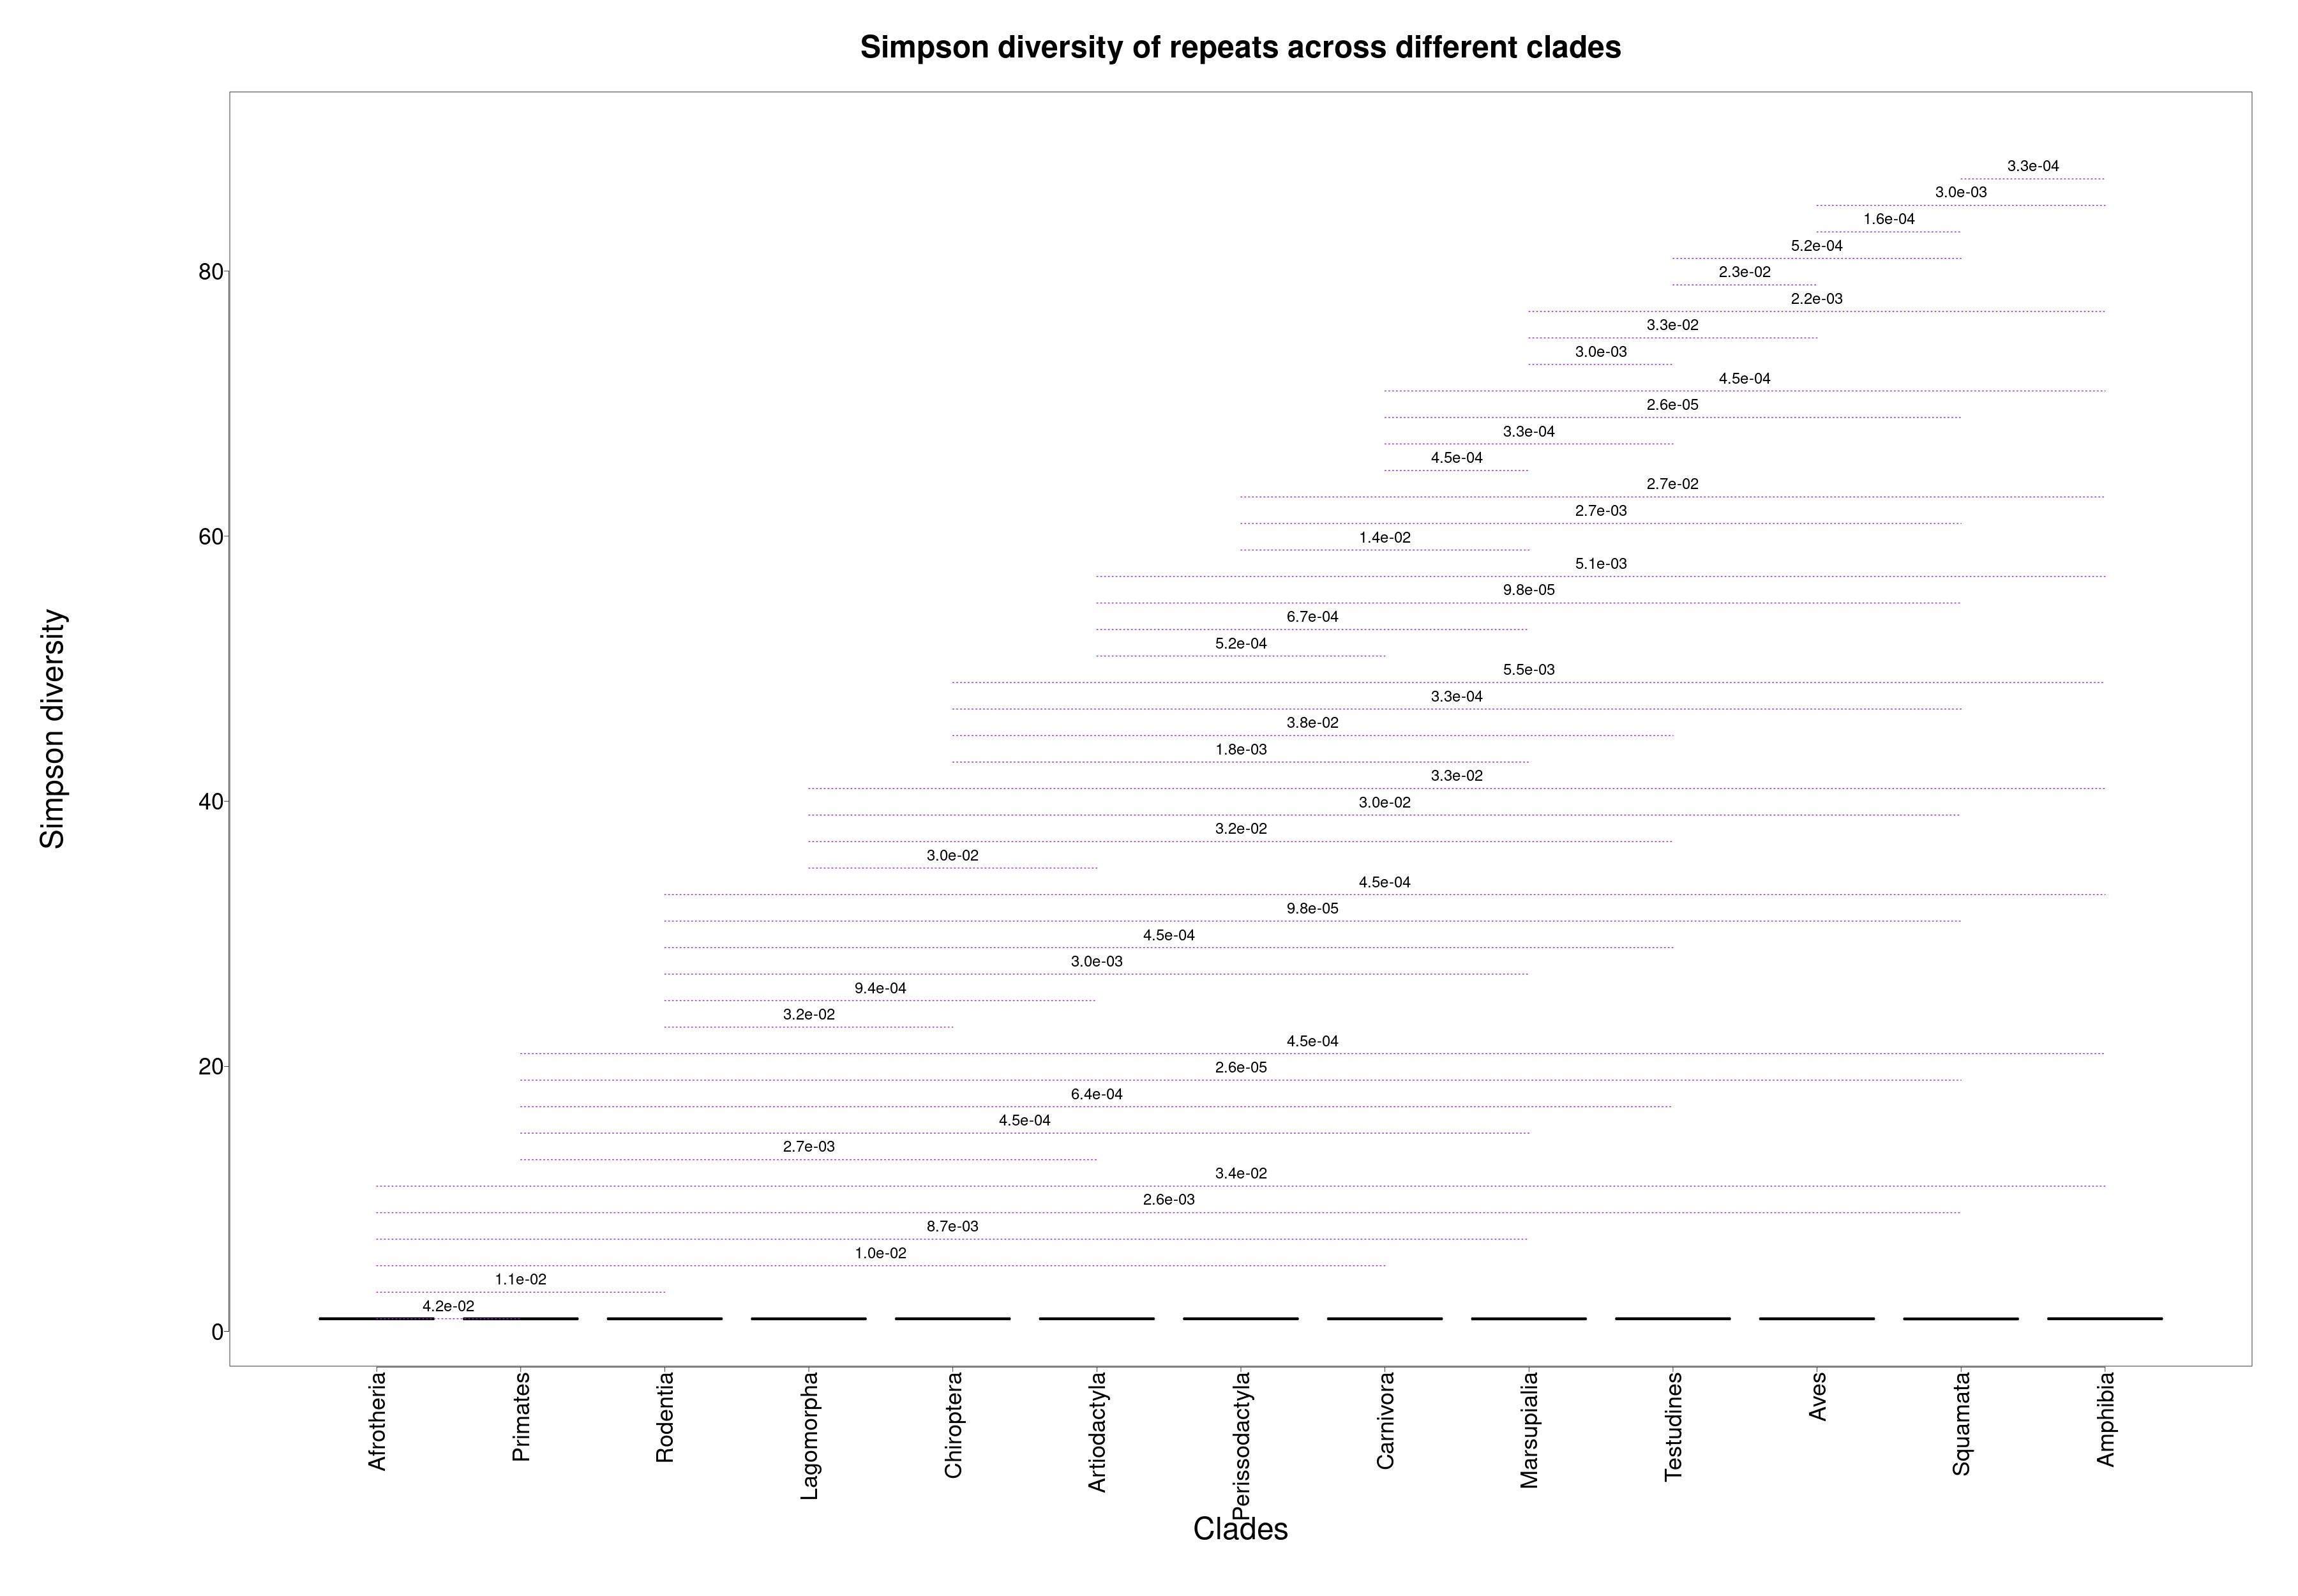 Simpson diversity of repeats across different clades
3.3e-04
3.0e-03
1.6e-04
5.2e-04
80
2.3e-02
2.2e-03
3.3e-02
3.0e-03
4.5e-04
2.6e-05
3.3e-04
4.5e-04
2.7e-02
2.7e-03
60
1.4e-02
5.1e-03
9.8e-05
6.7e-04
5.2e-04
5.5e-03
3.3e-04
3.8e-02
1.8e-03
3.3e-02
40
3.0e-02
3.2e-02
3.0e-02
4.5e-04
9.8e-05
4.5e-04
3.0e-03
9.4e-04
3.2e-02
4.5e-04
20
2.6e-05
6.4e-04
4.5e-04
2.7e-03
3.4e-02
2.6e-03
8.7e-03
1.0e-02
1.1e-02
4.2e-02
0
Simpson diversity
Afrotheria
Primates
Rodentia
Lagomorpha
Chiroptera
Artiodactyla
Perissodactyla
Carnivora
Marsupialia
Testudines
Aves
Squamata
Amphibia
Clades